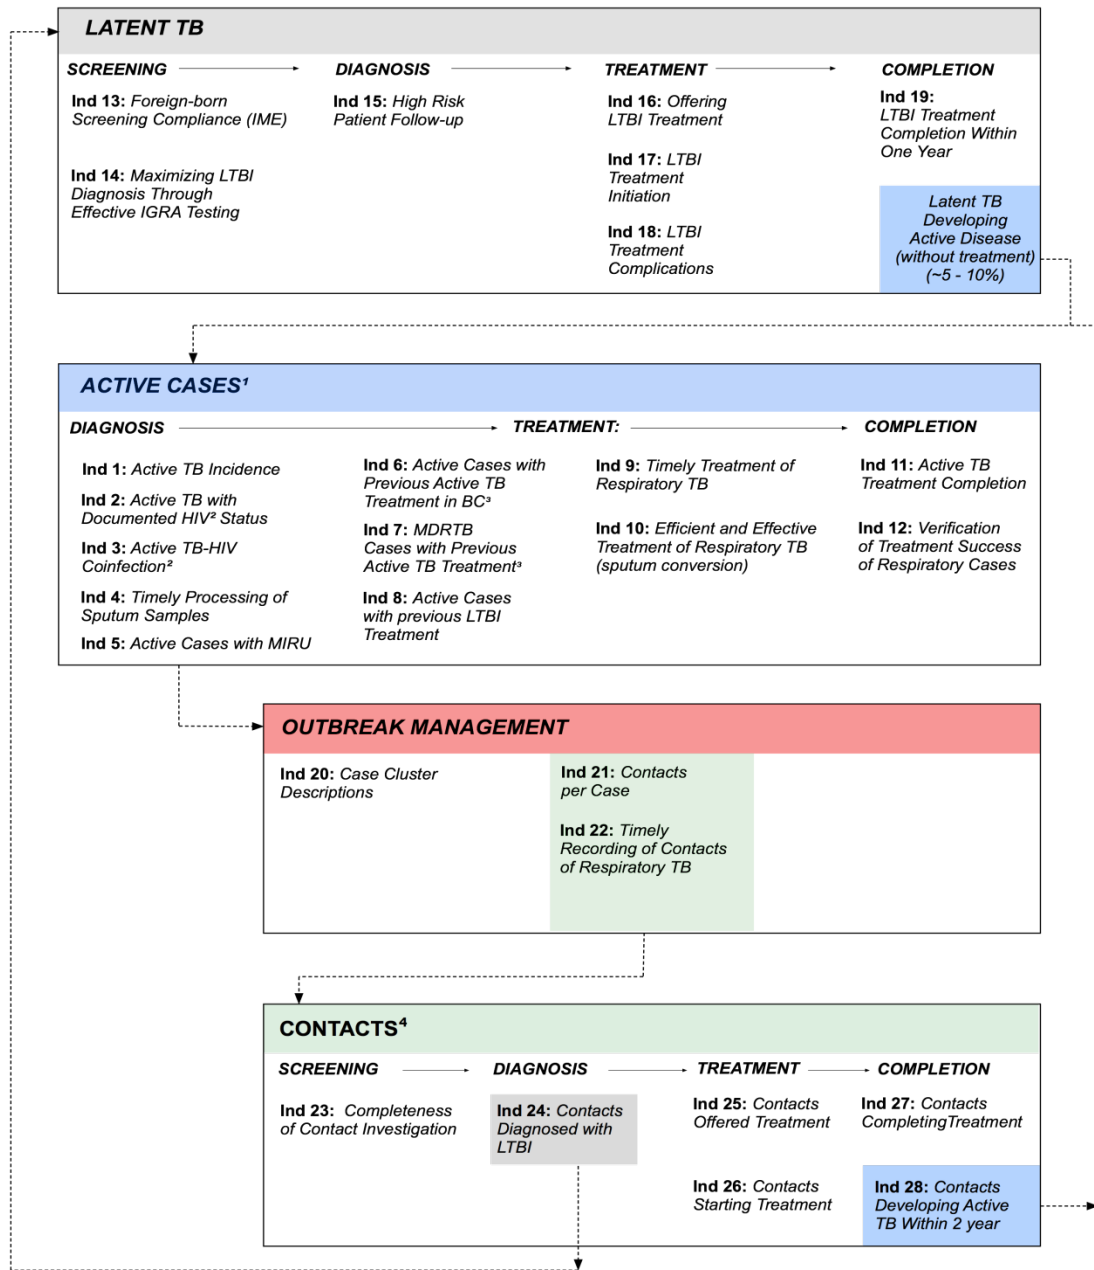 LATENT TB
SCREENING
DIAGNOSIS
TREATMENT
COMPLETION
Ind 13: Foreign-born
Screening Compliance (IME)
Ind 14: Maximizing LTBI
Diagnosis Through
Effective IGRA Testing
Ind 15: High Risk
Patient Follow-up
Ind 16: Offering
LTBI Treatment
Ind 17: LTBI
Treatment
Initiation
Ind 18: LTBI
Treatment
Complications
Ind 19:
LTBI Treatment
Completion Within
One Year
Latent TB
Developing
Active Disease
(without treatment)
(~5 - 10%)
ACTIVE CASES¹
DIAGNOSIS
TREATMENT:
COMPLETION
Ind 1: Active TB Incidence
Ind 2: Active TB with
Documented HIV² Status
Ind 3: Active TB-HIV
Coinfection²
Ind 4: Timely Processing of
Sputum Samples
Ind 5: Active Cases with MIRU
Ind 6: Active Cases with
Previous Active TB
Treatment in BC³
Ind 7: MDRTB
Cases with Previous
Active TB Treatment³
Ind 8: Active Cases
with previous LTBI
Treatment
Ind 9: Timely Treatment of
Respiratory TB
Ind 10: Efficient and Effective
Treatment of Respiratory TB
(sputum conversion)
Ind 11: Active TB
Treatment Completion
Ind 12: Verification
of Treatment Success
of Respiratory Cases
OUTBREAK MANAGEMENT
Ind 20: Case Cluster
Descriptions
Ind 21: Contacts
per Case
Ind 22: Timely
Recording of Contacts
of Respiratory TB
CONTACTS⁴
SCREENING
DIAGNOSIS
TREATMENT
COMPLETION
Ind 23: Completeness
of Contact Investigation
Ind 24: Contacts
Diagnosed with
LTBI
Ind 25: Contacts
Offered Treatment
Ind 26: Contacts
Starting Treatment
Ind 27: Contacts
CompletingTreatment
Ind 28: Contacts
Developing Active
TB Within 2 year